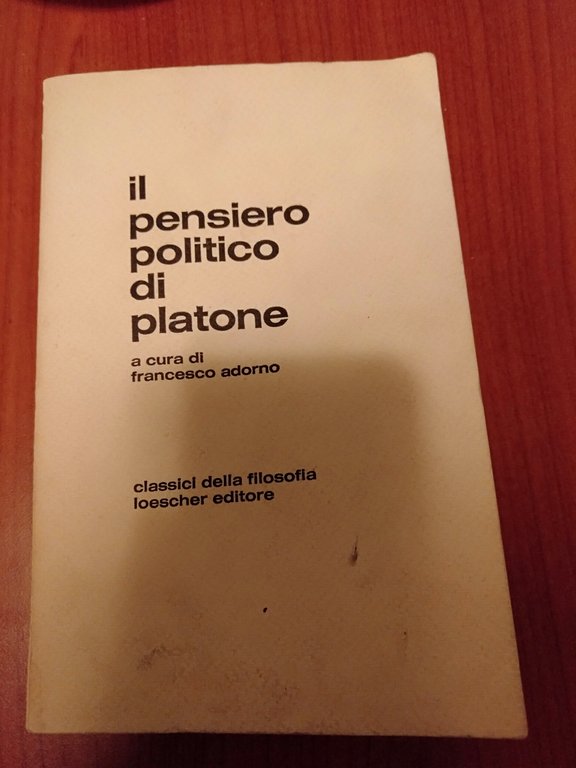 il
pensiero
politico
di
platone
a cura di
francesco adorno
classici della filosofia
loescher editore